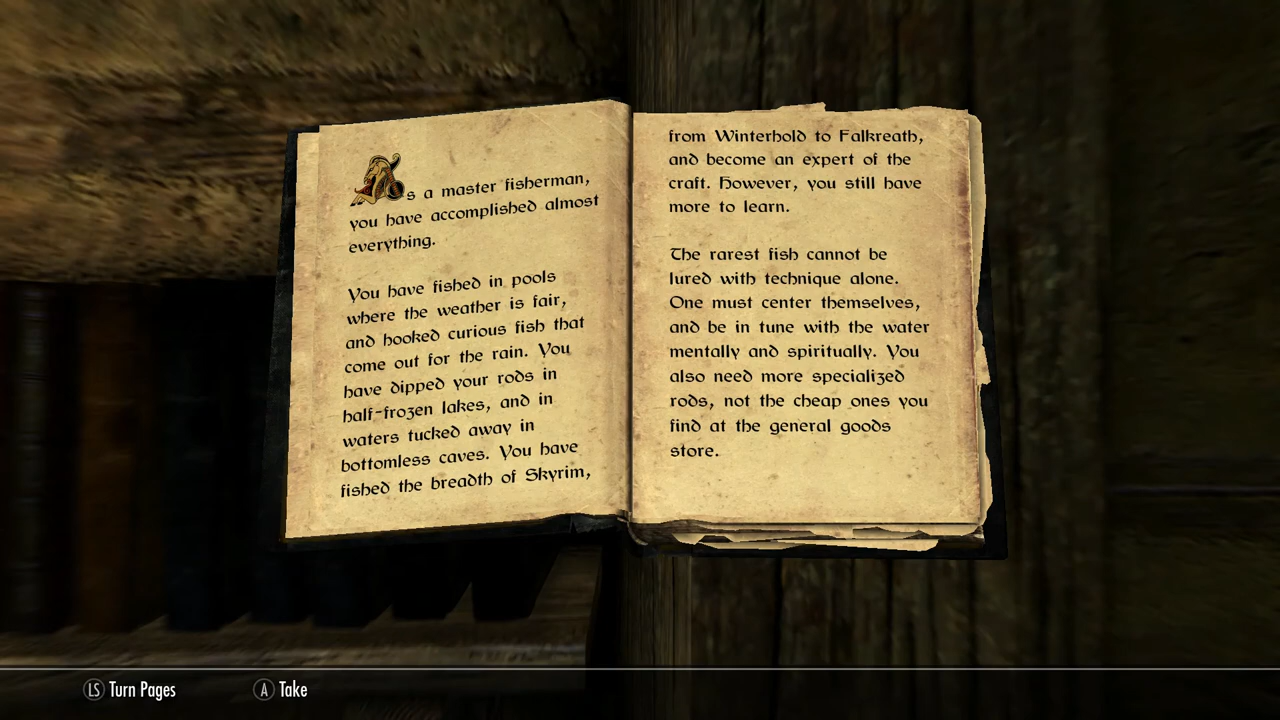 As a master fisherman,
you have accomplished almost
everything.
You have fished in pools
where the weather is fair,
and hooked curious fish that
come out for the rain. You
have dipped your rods in
half-frozen lakes, and in
waters tucked away in
bottomless caves. You have
fished the breadth of Skyrim,
from Winterhold to Falkreath,
and become an expert of the
craft. However, you still have
more to learn.
The rarest fish cannot be
lured with technique alone.
One must center themselves,
and be in tune with the water
mentally and spiritually. You
also need more specialized
rods, not the cheap ones you
find at the general goods
store.
LS Turn Pages
A Take